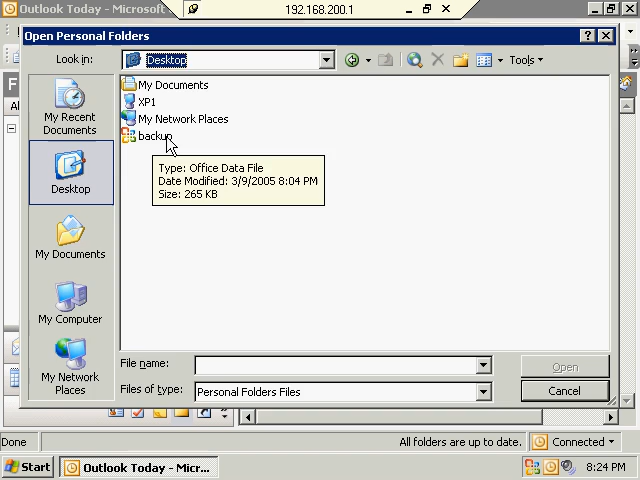 Outlook Today - Microsoft
192.168.200.1
Open Personal Folders
Look in:
Desktop
Tools
My Recent
Documents
Desktop
My Documents
My Computer
My Network
Places
My Documents
XP1
My Network Places
backup
Type: Office Data File
Date Modified: 3/9/2005 8:04 PM
Size: 265 KB
File name:
Open
Files of type:
Personal Folders Files
Cancel
Done
All folders are up to date.
Connected
Start
Outlook Today - Micr...
8:24 PM